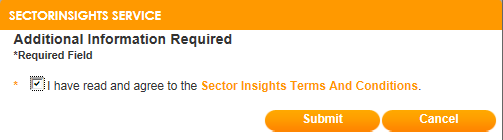 SECTORINSIGHTS SERVICE
Additional Information Required
*Required Field
* I have read and agree to the Sector Insights Terms And Conditions.
Submit Cancel